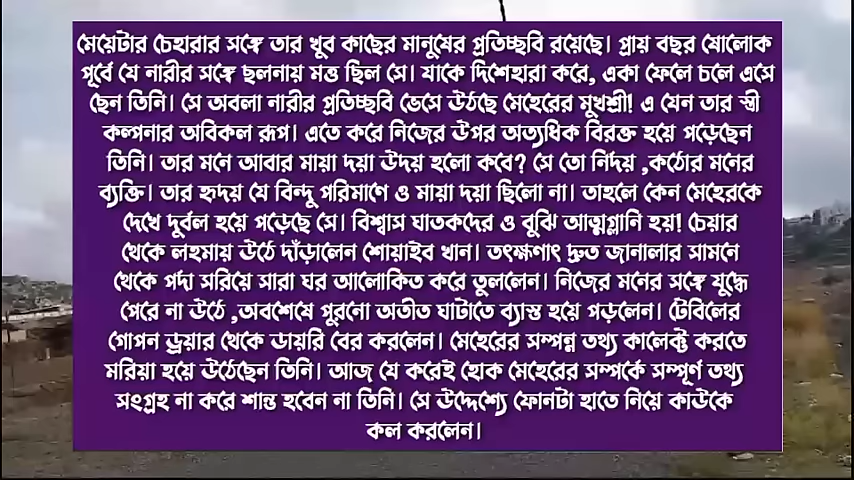 মেয়েটার চেহারার সঙ্গে তার খুব কাছের মানুষের প্রতিচ্ছবি রয়েছে। প্রায় বছর ষোলোক
পূর্বে যে নারীর সঙ্গে ছলনায় মত্ত ছিল সে। যাকে দিশেহারা করে, একা ফেলে চলে এসে
ছেন তিনি। সে অবলা নারীর প্রতিচ্ছবি ভেসে উঠছে মেহেরের মূখশ্রী! এ যেন তার স্ত্রী
কল্পনার অবিকল রূপ। এতে করে নিজের উপর অত্যধিক বিরক্ত হয়ে পড়েছেন
তিনি। তার মনে আবার মায়া দয়া উদয় হলো কবে? সে তো নির্দয় ,কঠোর মনের
ব্যক্তি। তার হৃদয় যে বিন্দু পরিমাণে ও মায়া দয়া ছিলো না। তাহলে কেন মেহেরকে
দেখে দুর্বল হয়ে পড়েছে সে। বিশ্বাস ঘাতকদের ও বুঝি আত্মগ্লানি হয়! চেয়ার
থেকে লহমায় উঠে দাঁড়ালেন শোয়াইব খান। তৎক্ষণাৎ দ্রুত জানালার সামনে
থেকে পর্দা সরিয়ে সারা ঘর আলোকিত করে তুললেন। নিজের মনের সঙ্গে যুদ্ধে
পেরে না উঠে ,অবশেষে পুরনো অতীত ঘাটাতে ব্যাস্ত হয়ে পড়লেন। টেবিলের
গোপন ড্রয়ার থেকে ডায়রি বের করলেন। মেহেরের সম্পন্ন তথ্য কালেক্ট করতে
মরিয়া হয়ে উঠেছেন তিনি। আজ যে করেই হোক মেহেরের সম্পর্কে সম্পূর্ণ তথ্য
সংগ্রহ না করে শান্ত হবেন না তিনি। সে উদ্দেশ্যে ফোনটা হাতে নিয়ে কাউকে
কল করলেন।